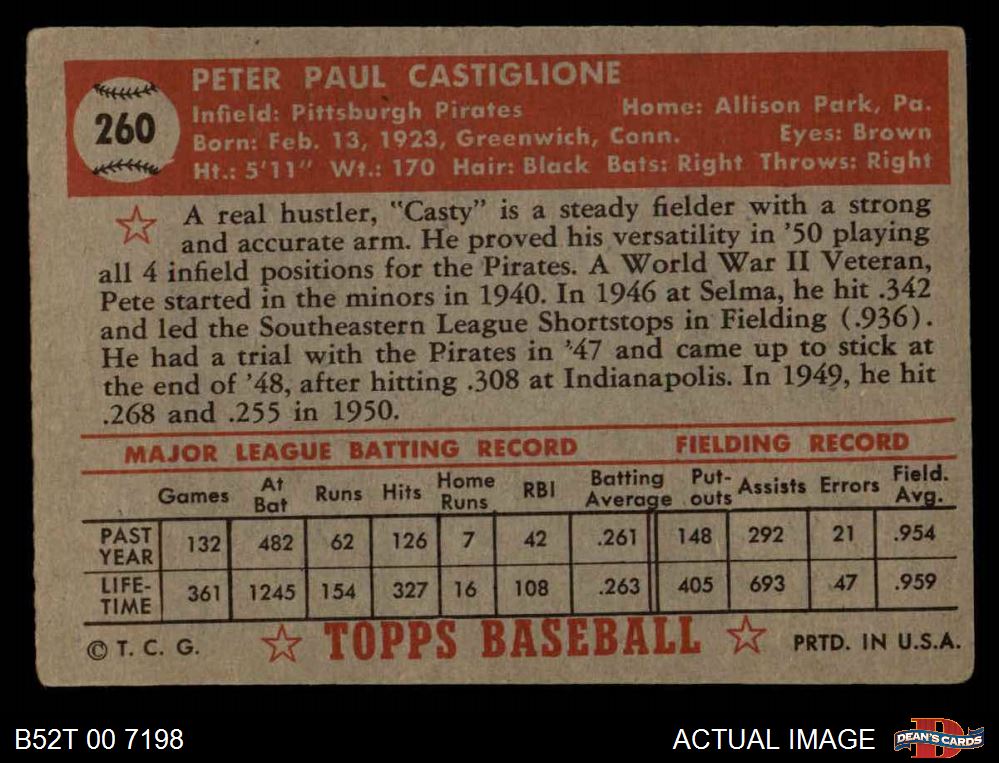 PETER PAUL CASTIGLIONE
260
Infield: Pittsburgh Pirates Home: Allison Park, Pa.
Born: Feb. 13, 1923, Greenwich, Conn. Eyes: Brown
Ht.: 5'11" Wt.: 170 Hair: Black Bats: Right Throws: Right
A real hustler, "Casty" is a steady fielder with a strong
and accurate arm. He proved his versatility in '50 playing
all 4 infield positions for the Pirates. A World War II Veteran,
Pete started in the minors in 1940. In 1946 at Selma, he hit .342
and led the Southeastern League Shortstops in Fielding (.936).
He had a trial with the Pirates in '47 and came up to stick at
the end of '48, after hitting .308 at Indianapolis. In 1949, he hit
.268 and .255 in 1950.
MAJOR LEAGUE BATTING RECORD FIELDING RECORD
Games At Bat Runs Hits Home Runs RBI Batting Average Put-outs Assists Errors Field. Avg.
PAST YEAR 132 482 62 126 7 42 .261 148 292 21 .954
LIFE-TIME 361 1245 154 327 16 108 .263 405 693 47 .959
© T. C. G. TOPPS BASEBALL PRTD. IN U.S.A.
B52T 00 7198 ACTUAL IMAGE DEAN'S CARDS